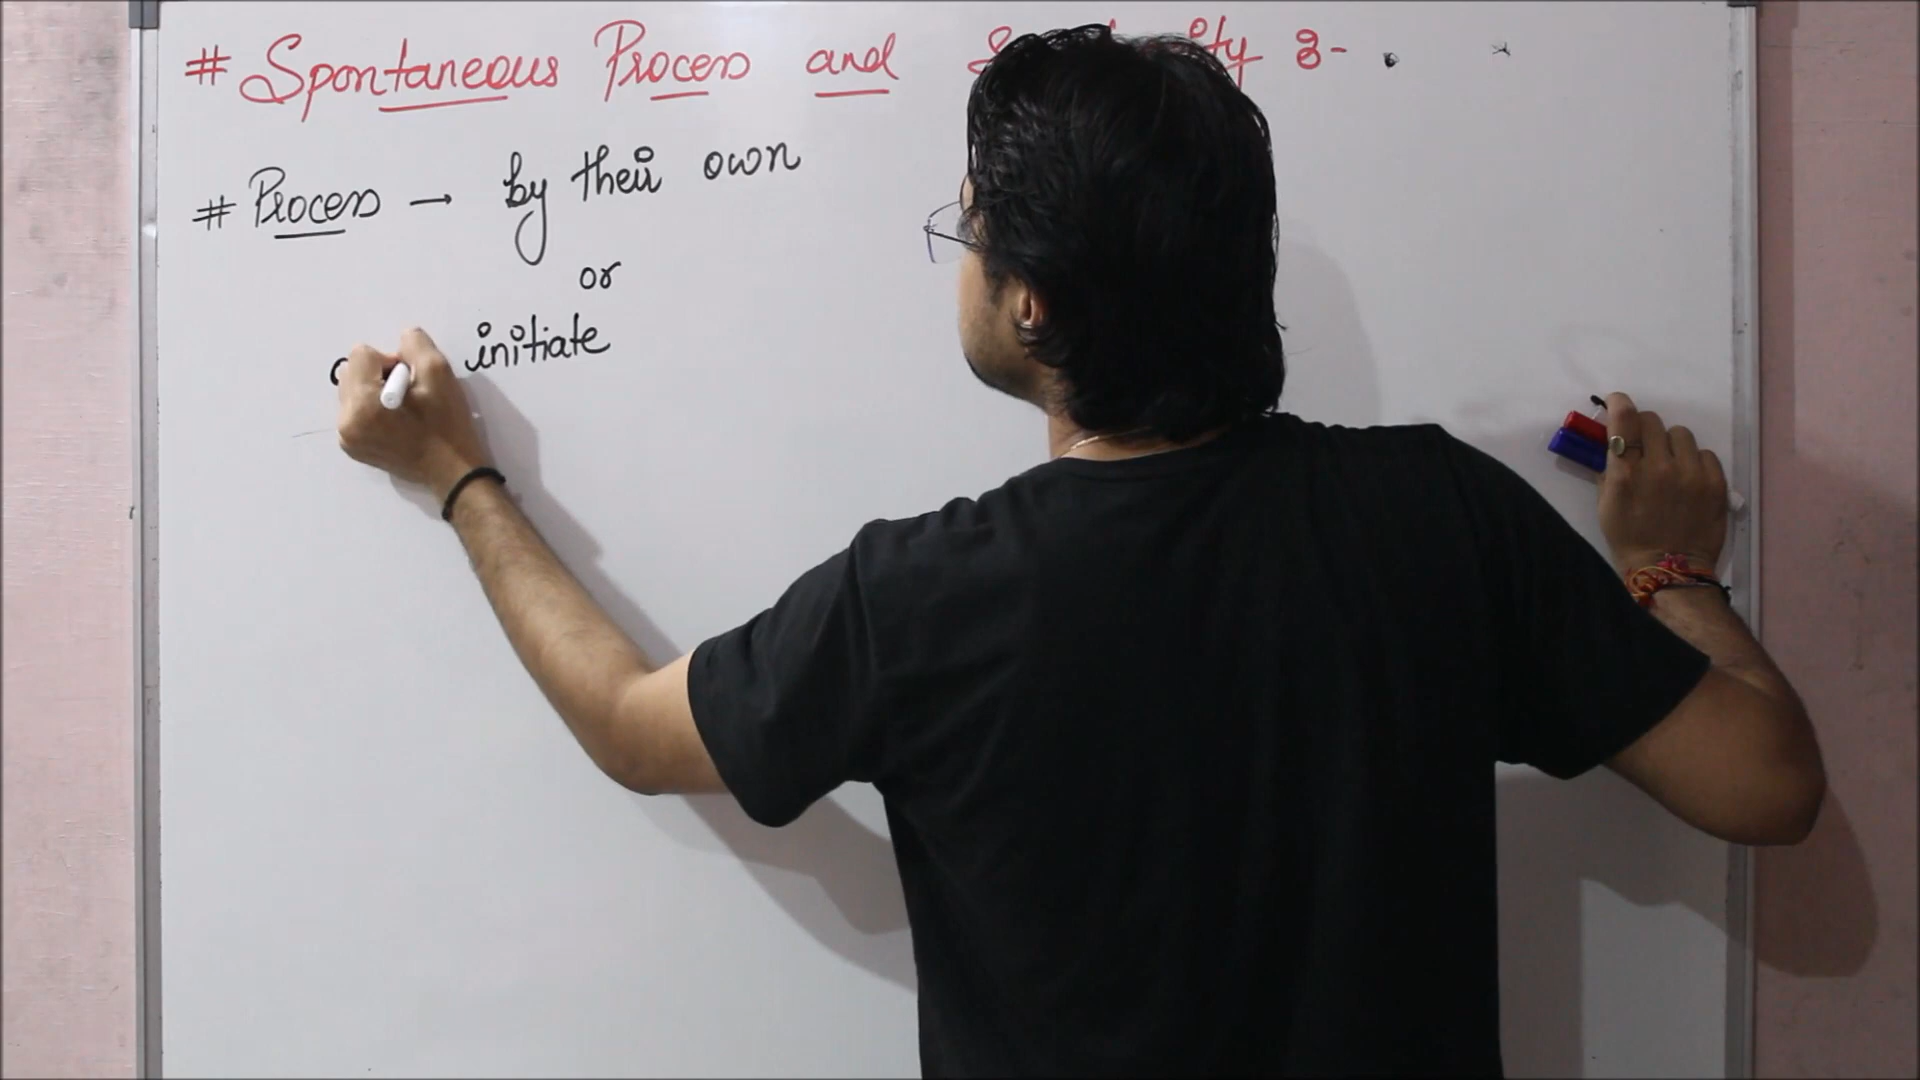 # Spontaneous Process and :-
# Process → by their own
or
initiate